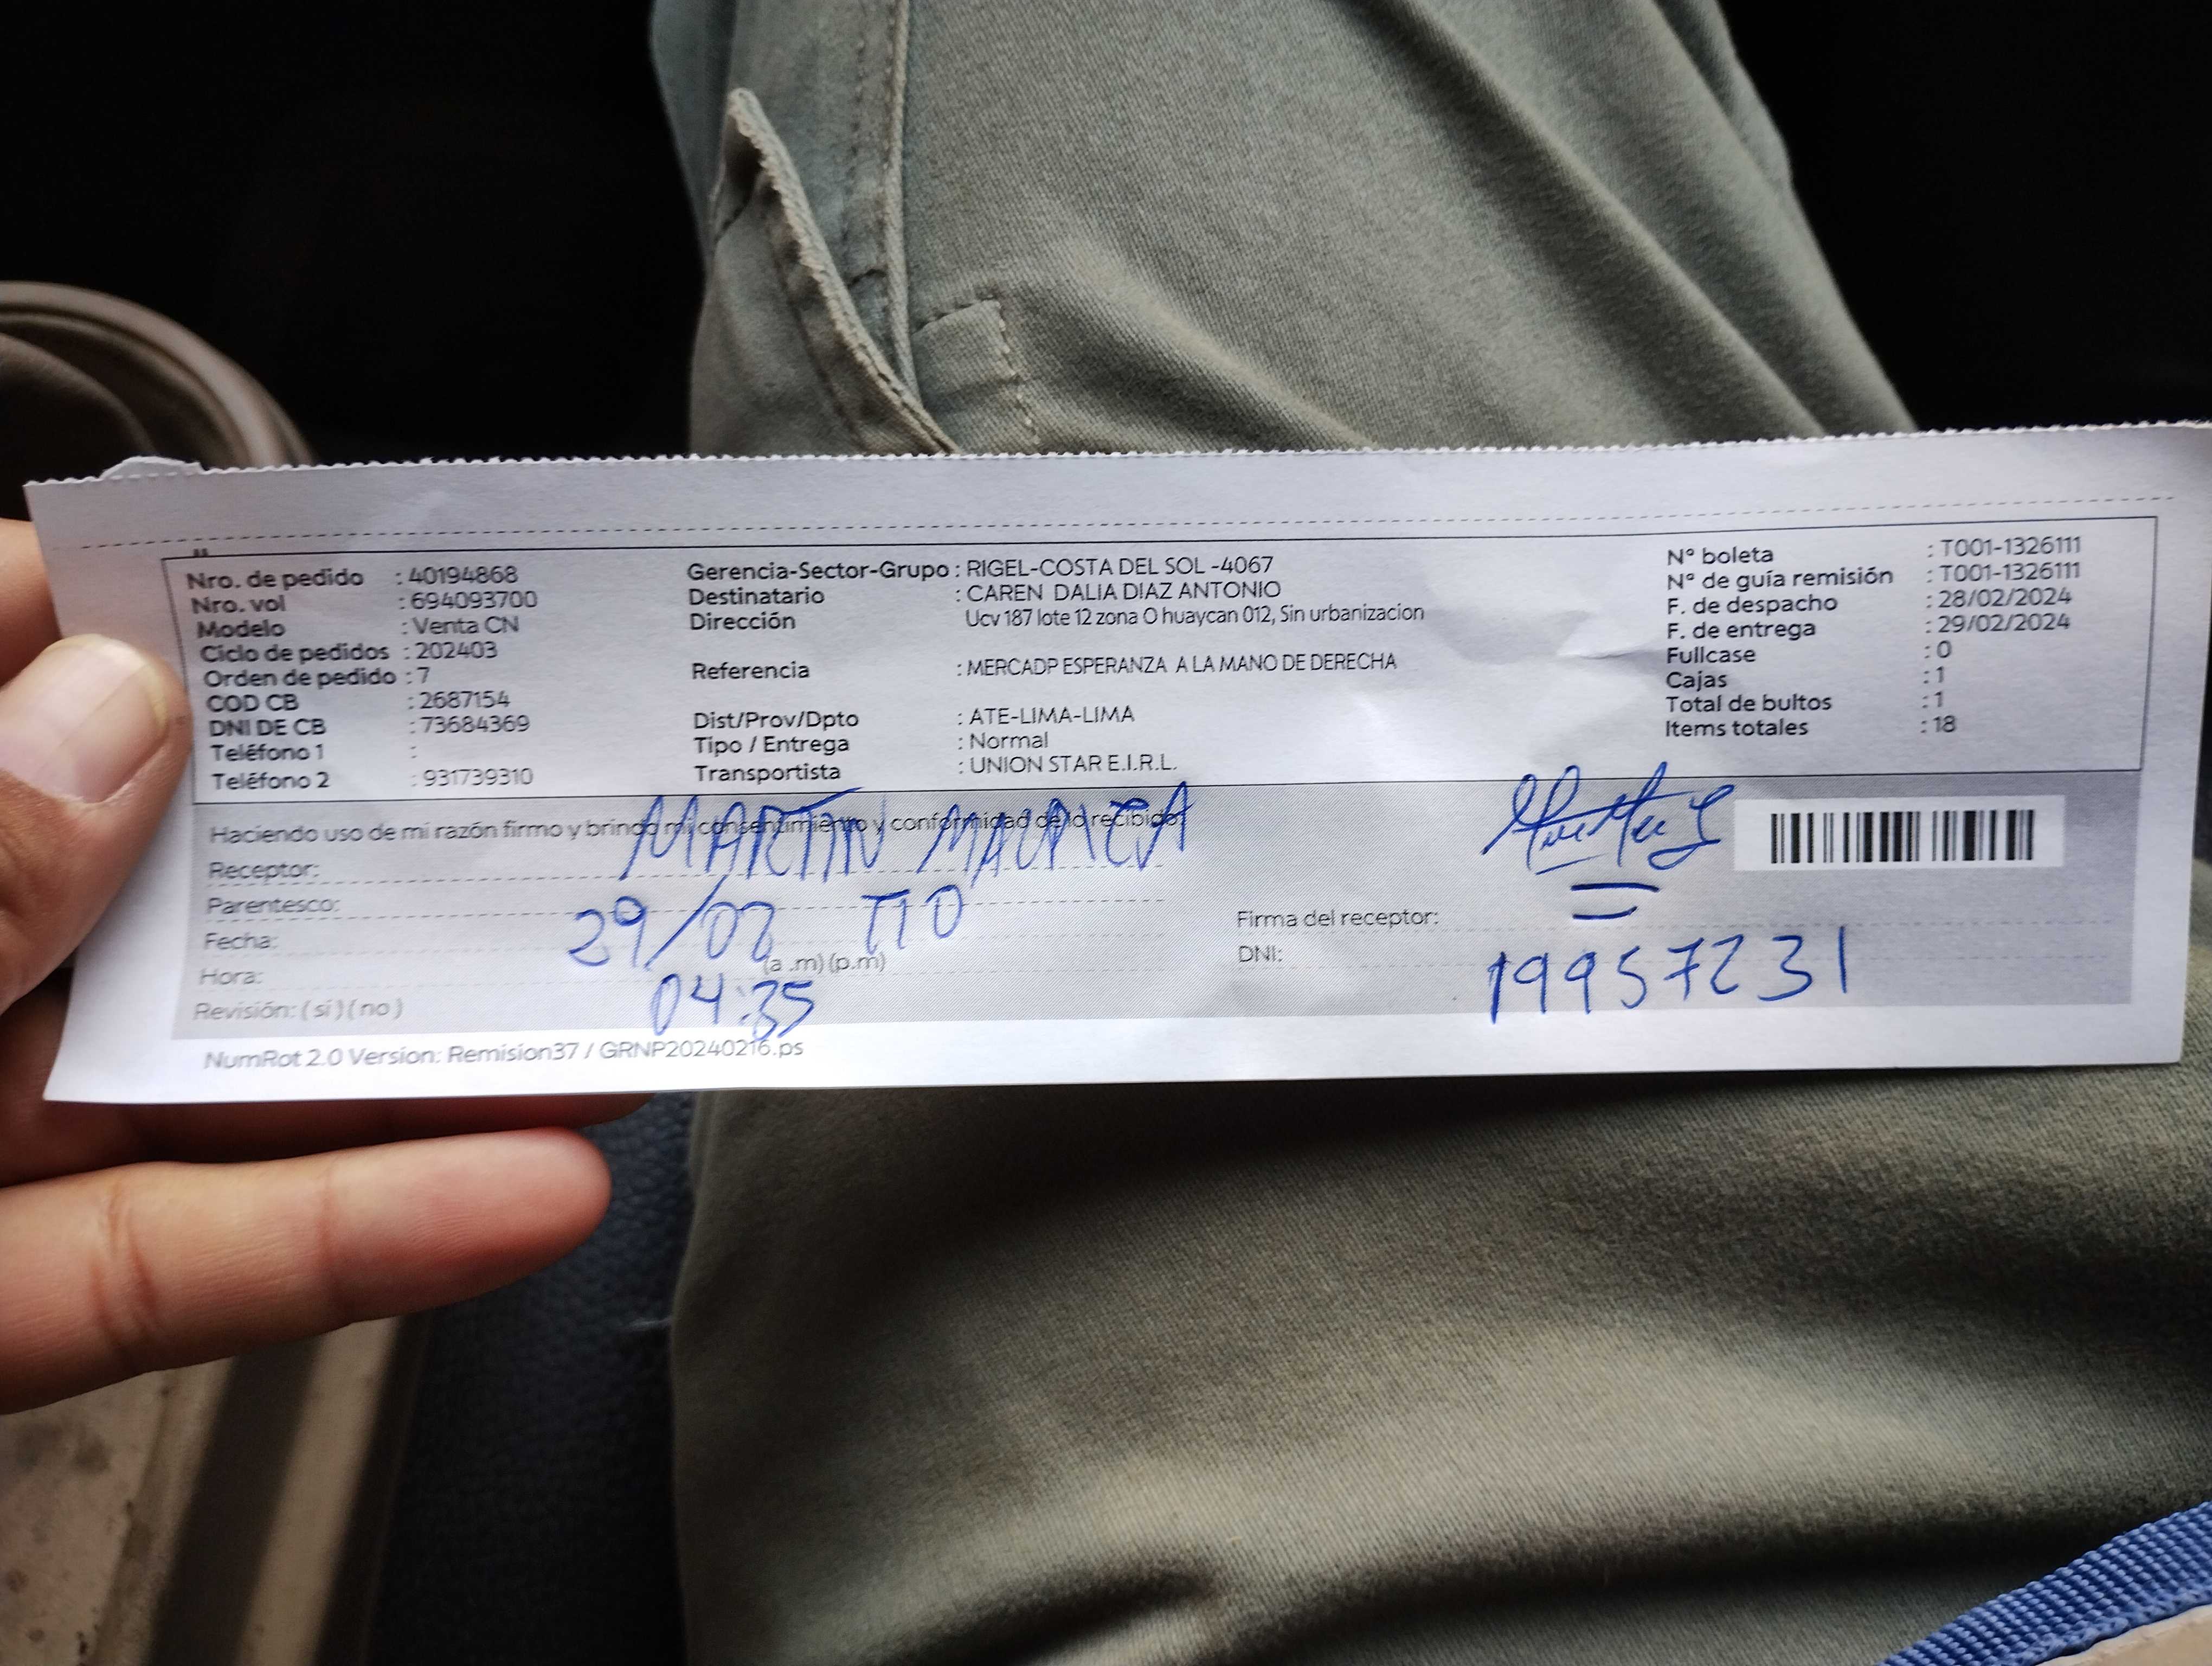 Nro. de pedido : 40194868
Nro. vol : 694093700
Modelo : Venta CN
Ciclo de pedidos : 202403
Orden de pedido : 7
COD CB : 2687154
DNI DE CB : 73684369
Teléfono 1 :
Teléfono 2 : 931739310
Gerencia-Sector-Grupo : RIGEL-COSTA DEL SOL -4067
Destinatario : CAREN DALIA DIAZ ANTONIO
Dirección Ucv 187 lote 12 zona O huaycan 012, Sin urbanizacion
Referencia : MERCADP ESPERANZA A LA MANO DE DERECHA
Dist/Prov/Dpto : ATE-LIMA-LIMA
Tipo / Entrega : Normal
Transportista : UNION STAR E.I.R.L.
N° boleta : T001-1326111
N° de guía remisión : T001-1326111
F. de despacho : 28/02/2024
F. de entrega : 29/02/2024
Fullcase : 0
Cajas : 1
Total de bultos : 1
Items totales : 18
Haciendo uso de mi razón firmo y brindo mi consentimiento y conformidad de lo recibido.
Receptor: MARTIN
Parentesco: TIO
Fecha: 29/02
Hora: 04:35 (a .m) (p.m)
Revisión: ( si ) ( no )
Firma del receptor:
DNI: 19957231
NumRot 2.0 Version: Remision37 / GRNP20240216.ps